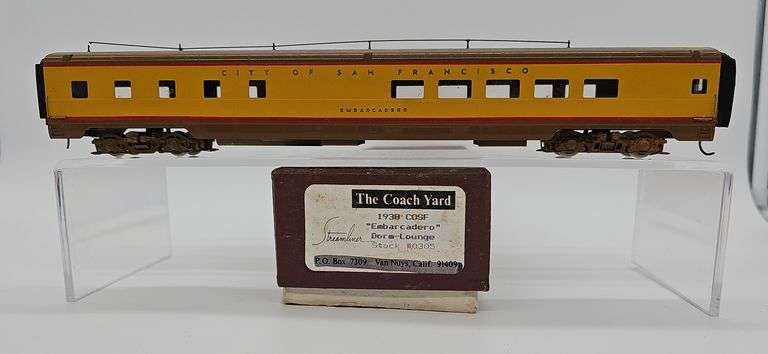 CITY OF SAN FRANCISCO
EMBARCADERO
The Coach Yard
1938 COSF
"Embarcadero"
Streamliner
Dorm-Lounge
Stock #0305
P.O. Box 7309 Van Nuys, Calif. 91409